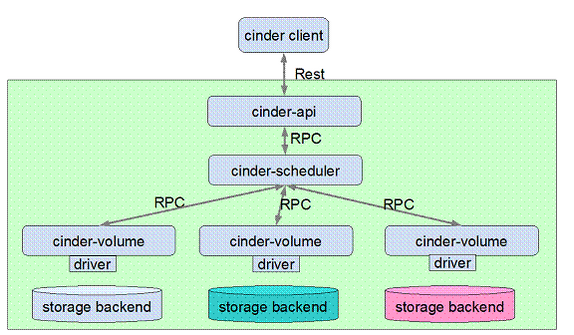 cinder client
Rest
cinder-api
RPC
cinder-scheduler
RPC
RPC
RPC
cinder-volume
cinder-volume
cinder-volume
driver
driver
driver
storage backend
storage backend
storage backend